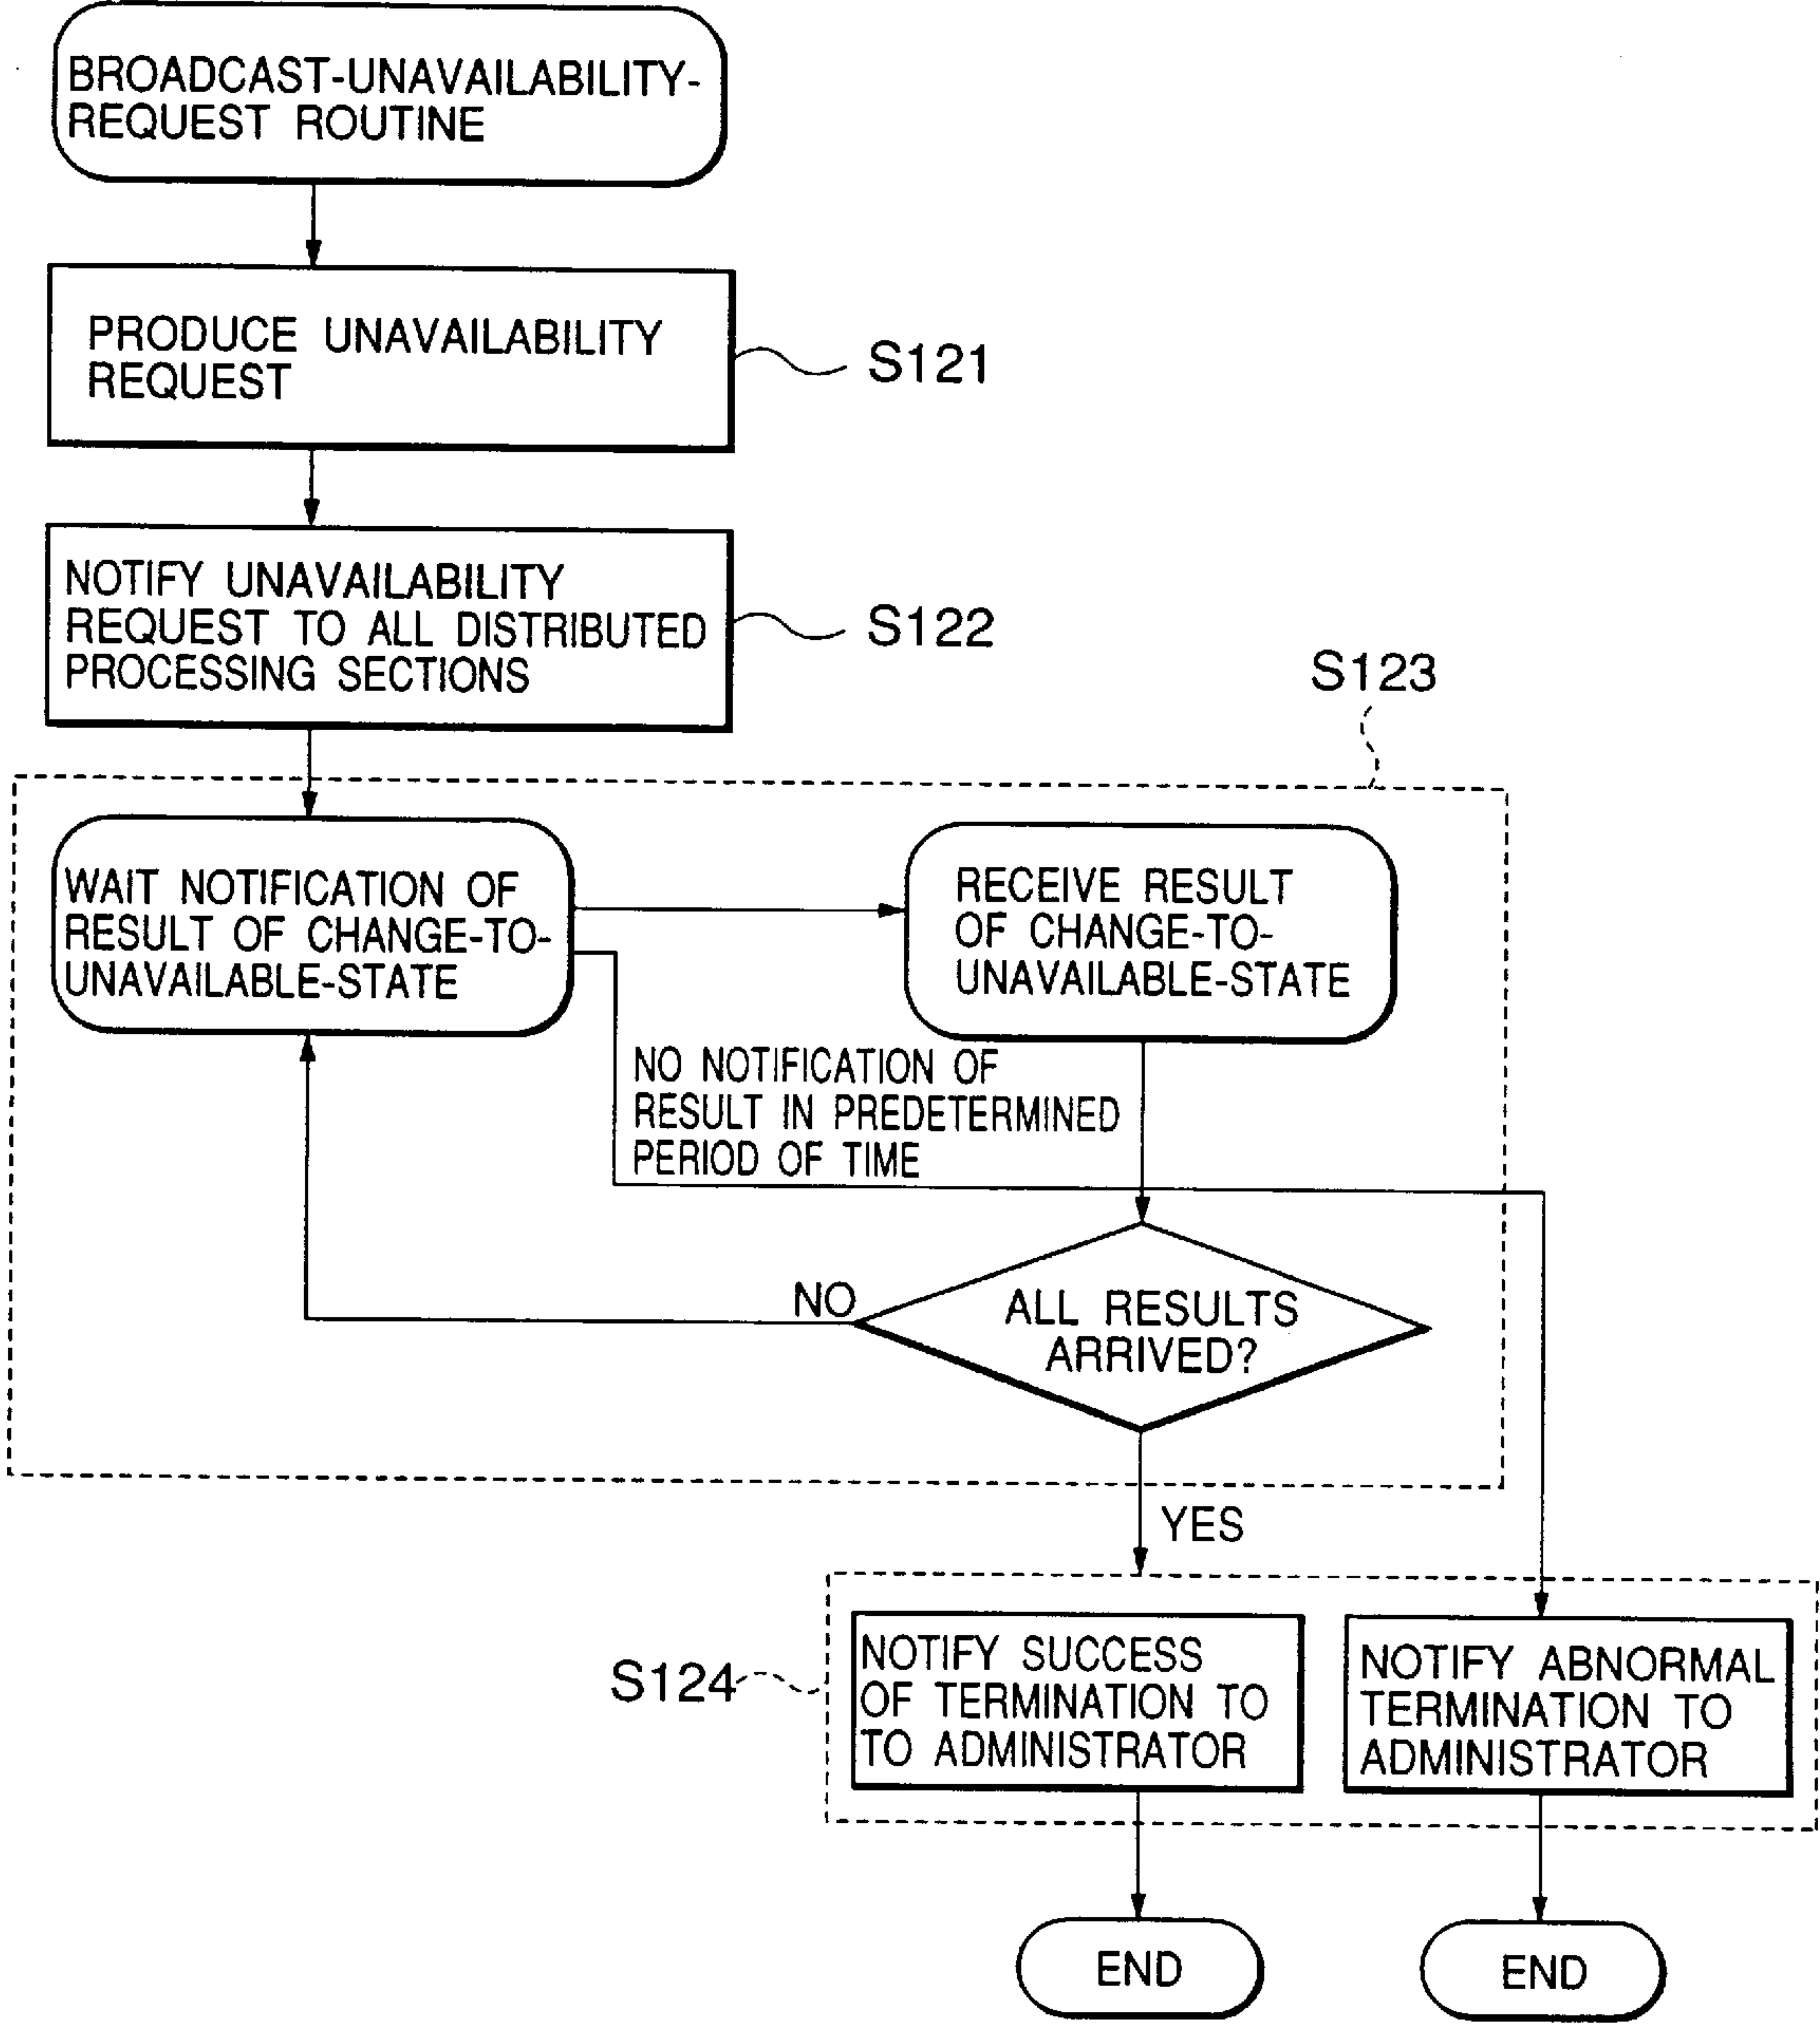 BROADCAST-UNAVAILABILITY-
REQUEST ROUTINE
PRODUCE UNAVAILABILITY
REQUEST
S121
NOTIFY UNAVAILABILITY
REQUEST TO ALL DISTRIBUTED
PROCESSING SECTIONS
S122
S123
WAIT NOTIFICATION OF
RESULT OF CHANGE-TO-
UNAVAILABLE-STATE
RECEIVE RESULT
OF CHANGE-TO-
UNAVAILABLE-STATE
NO NOTIFICATION OF
RESULT IN PREDETERMINED
PERIOD OF TIME
NO
ALL RESULTS
ARRIVED?
YES
S124
NOTIFY SUCCESS
OF TERMINATION TO
TO ADMINISTRATOR
NOTIFY ABNORMAL
TERMINATION TO
ADMINISTRATOR
END
END